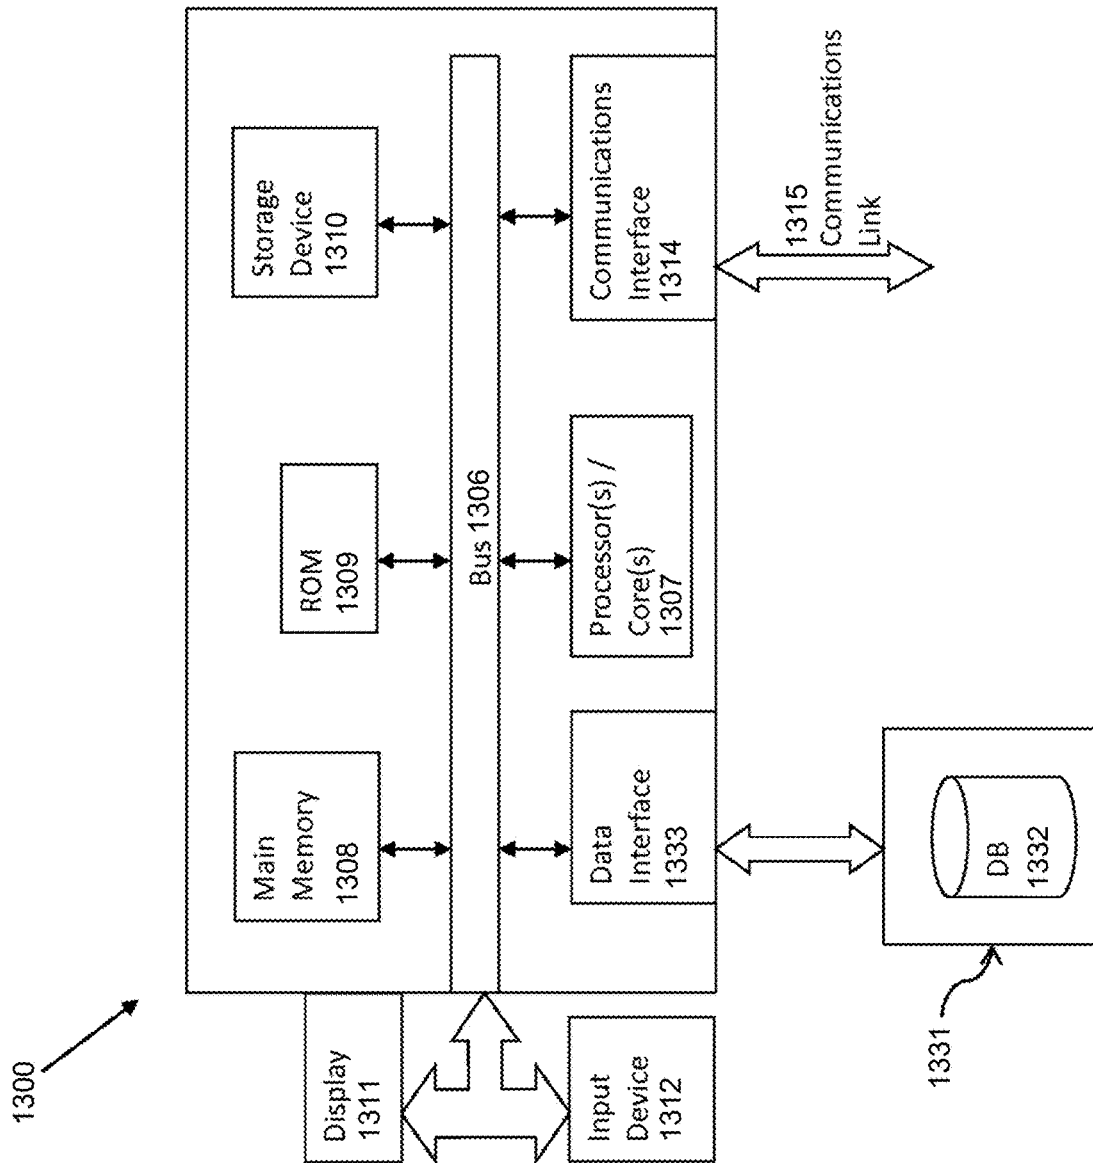 1300
Display
1311
Input
Device
1312
Main
Memory
1308
ROM
1309
Storage
Device
1310
Bus 1306
Data
Interface
1333
Processor(s) /
Core(s)
1307
Communications
Interface
1314
1315
Communications
Link
1331
DB
1332